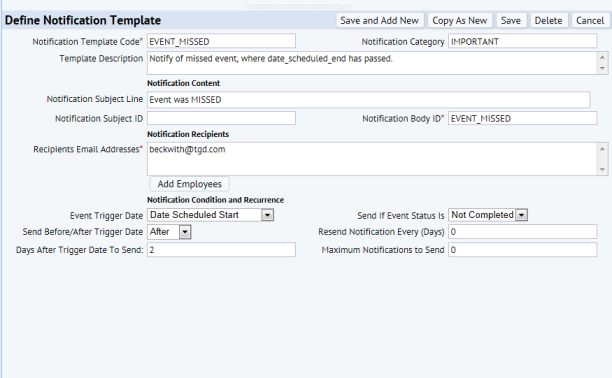 Define Notification Template Save and Add New Copy As New Save Delete Cancel
Notification Template Code* EVENT_MISSED Notification Category IMPORTANT
Template Description Notify of missed event, where date_scheduled_end has passed.
Notification Content
Notification Subject Line Event was MISSED
Notification Subject ID Notification Body ID* EVENT_MISSED
Notification Recipients
Recipients Email Addresses* beckwith@tgd.com
Add Employees
Notification Condition and Recurrence
Event Trigger Date Date Scheduled Start Send If Event Status Is Not Completed
Send Before/After Trigger Date After Resend Notification Every (Days) 0
Days After Trigger Date To Send: 2 Maximum Notifications to Send 0